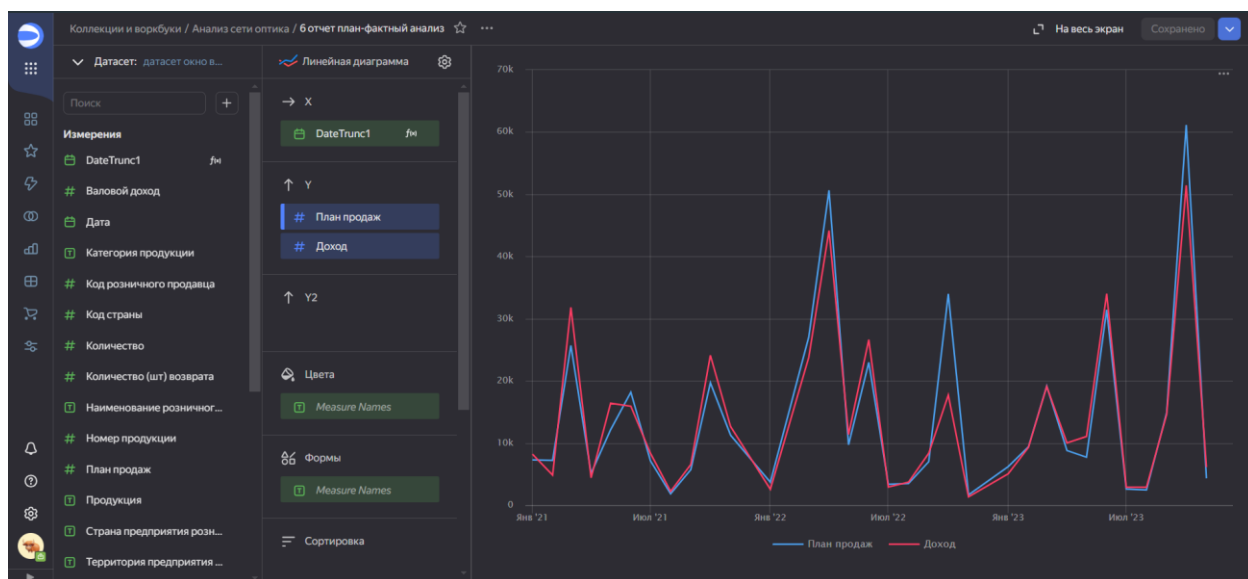 Коллекции и воркбуки / Анализ сети оптика / 6 отчет план-фактный анализ
На весь экран
Сохранено
Датасет: датасет окно в...
Поиск
+
Измерения
DateTrunc1
Валовой доход
Дата
Категория продукции
Код розничного продавца
Код страны
Количество
Количество (шт) возврата
Наименование розничног...
Номер продукции
План продаж
Продукция
Страна предприятия розн...
Территория предприятия ...
Линейная диаграмма
X
DateTrunc1
Y
План продаж
Доход
Y2
Цвета
Measure Names
Формы
Measure Names
Сортировка
70k
60k
50k
40k
30k
20k
10k
0
Янв '21
Июл '21
Янв '22
Июл '22
Янв '23
Июл '23
План продаж
Доход